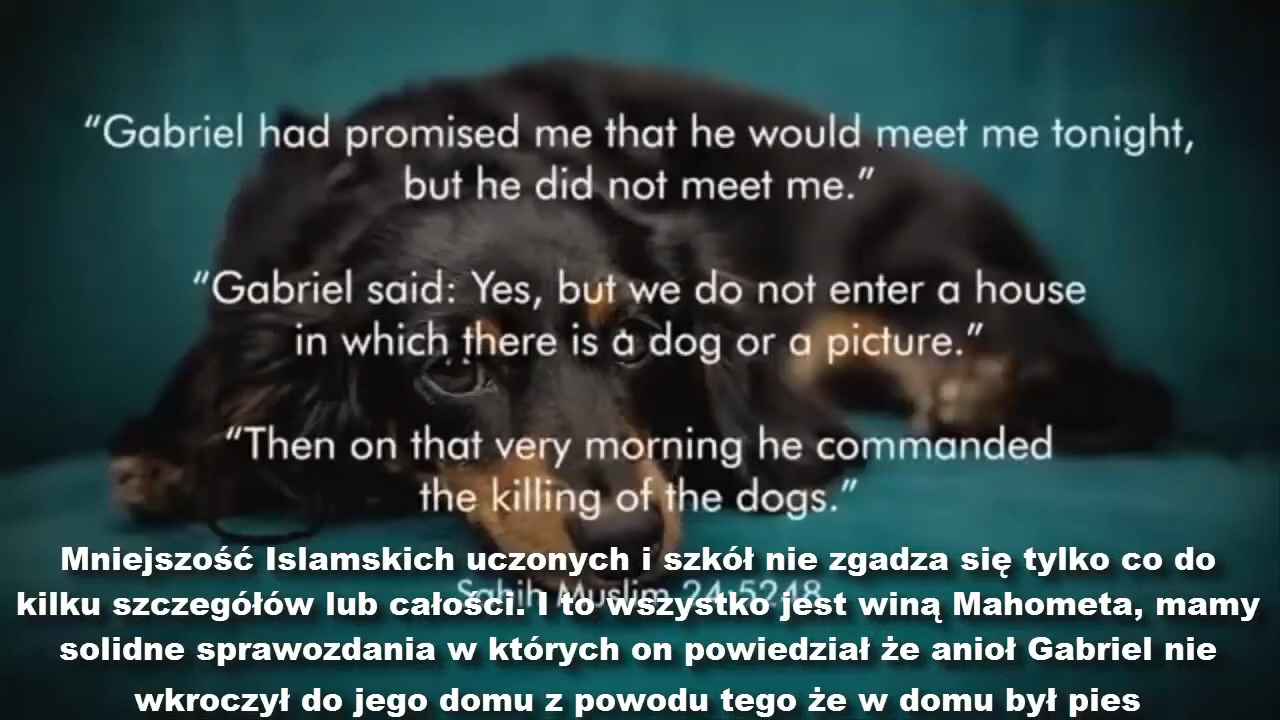 “Gabriel had promised me that he would meet me tonight,
but he did not meet me.”
“Gabriel said: Yes, but we do not enter a house
in which there is a dog or a picture.”
“Then on that very morning he commanded
the killing of the dogs.”
Sahih Muslim 24:5248
Mniejszość Islamskich uczonych i szkół nie zgadza się tylko co do
kilku szczegółów lub całości. I to wszystko jest winą Mahometa, mamy
solidne sprawozdania w których on powiedział że anioł Gabriel nie
wkroczył do jego domu z powodu tego że w domu był pies